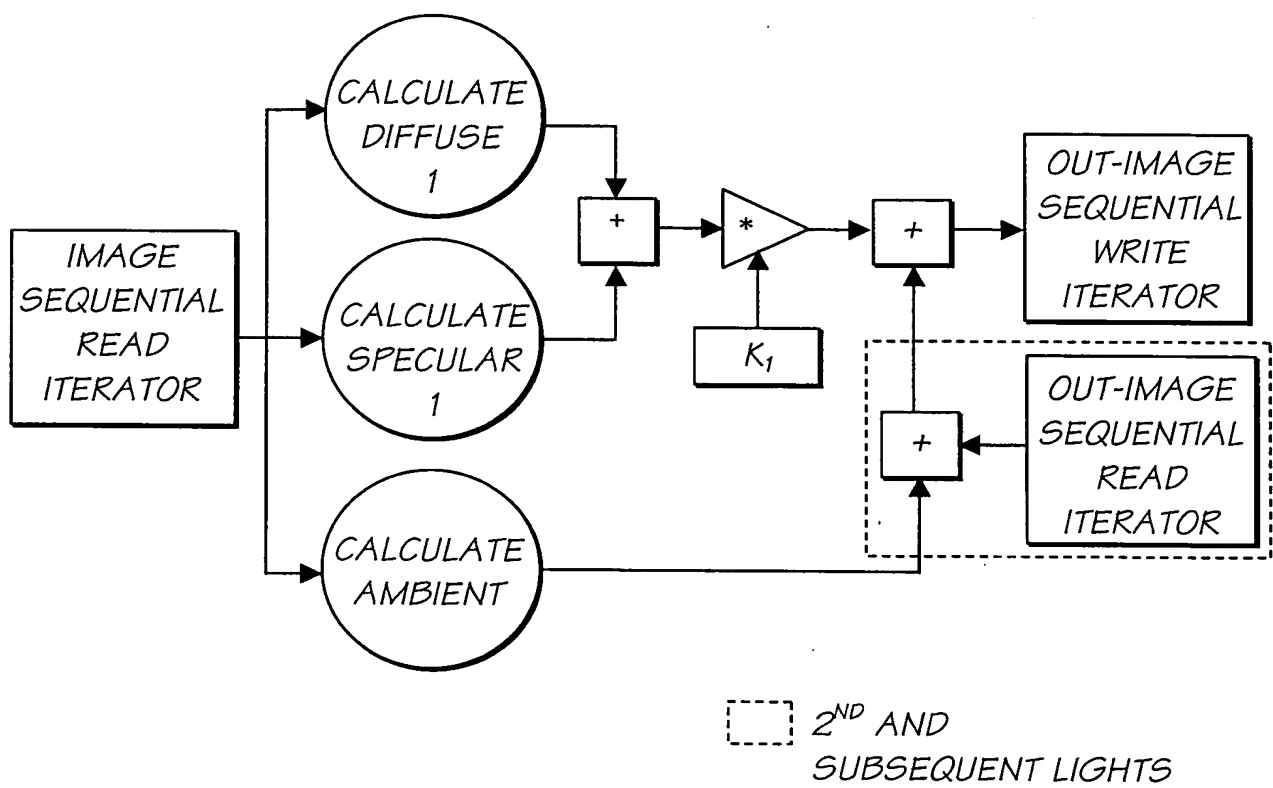 IMAGE
SEQUENTIAL
READ
ITERATOR
CALCULATE
DIFFUSE
1
CALCULATE
SPECULAR
1
CALCULATE
AMBIENT
+
*
K₁
+
OUT-IMAGE
SEQUENTIAL
WRITE
ITERATOR
+
OUT-IMAGE
SEQUENTIAL
READ
ITERATOR
2ND AND
SUBSEQUENT LIGHTS